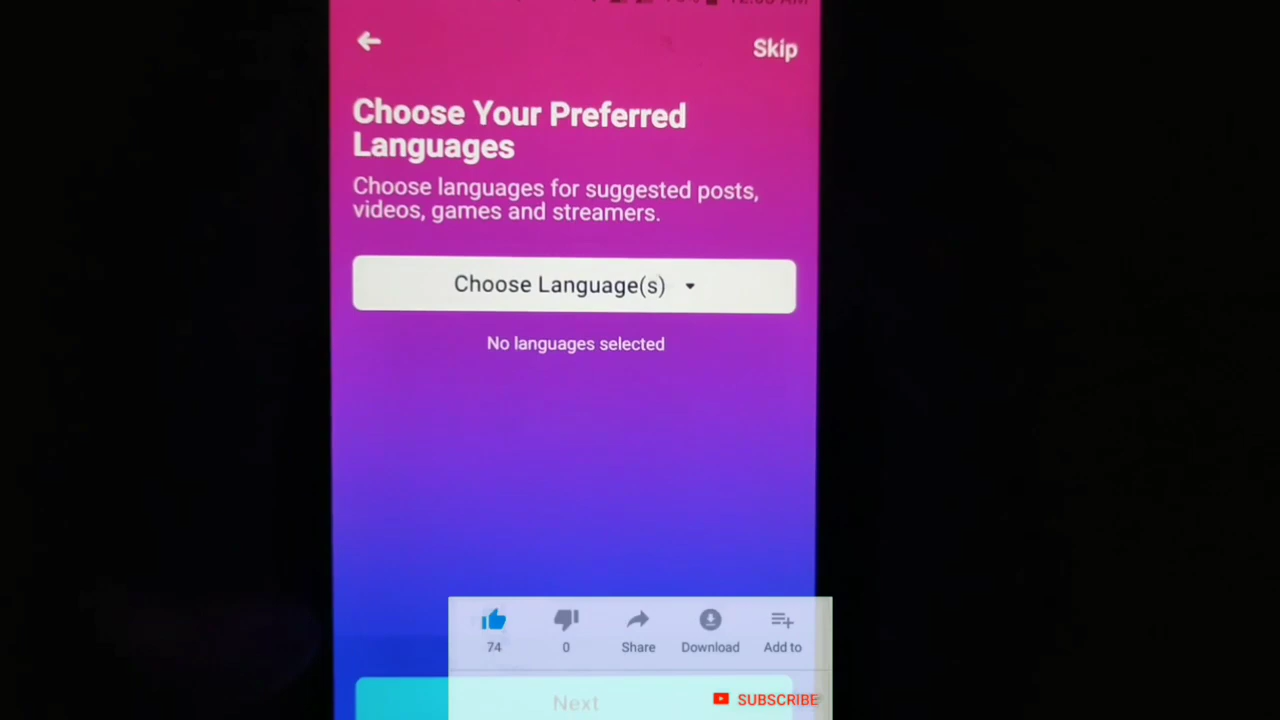 Skip
Choose Your Preferred
Languages
Choose languages for suggested posts,
videos, games and streamers.
Choose Language(s)
No languages selected
74
0
Share
Download
Add to
Next
SUBSCRIBE